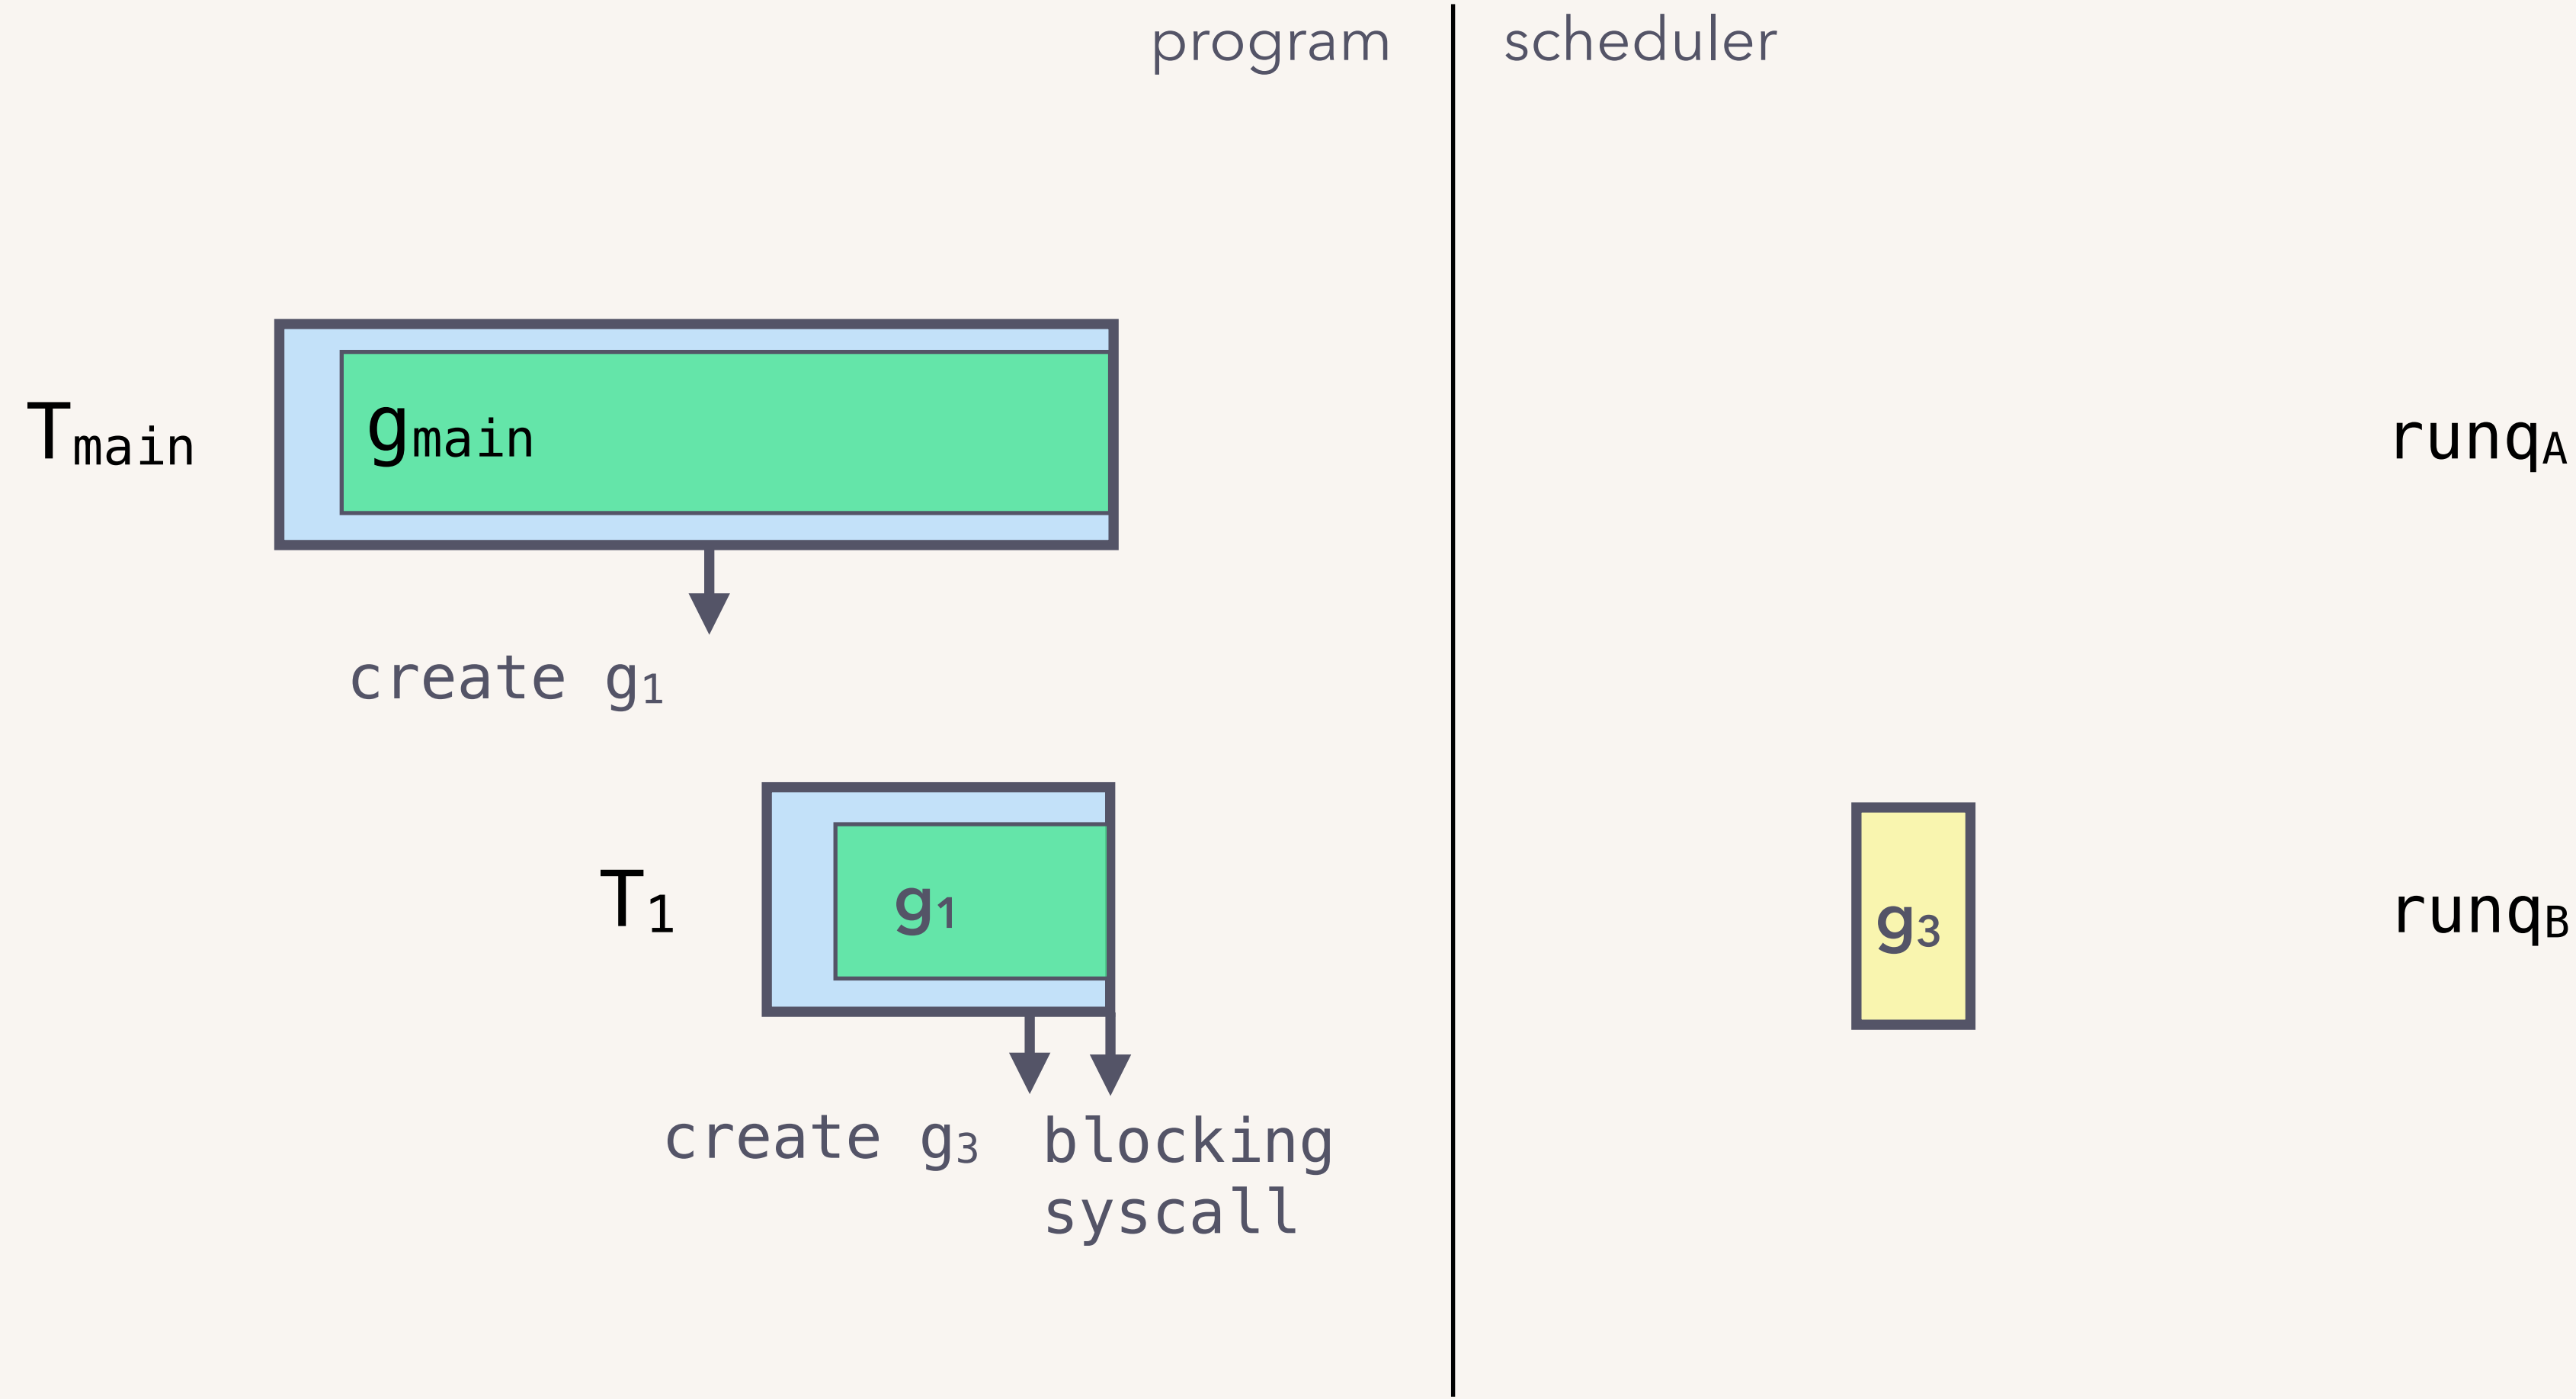 program
scheduler
Tmain
gmain
runqA
create g1
T1
g1
g3
runqB
create g3
blocking
syscall